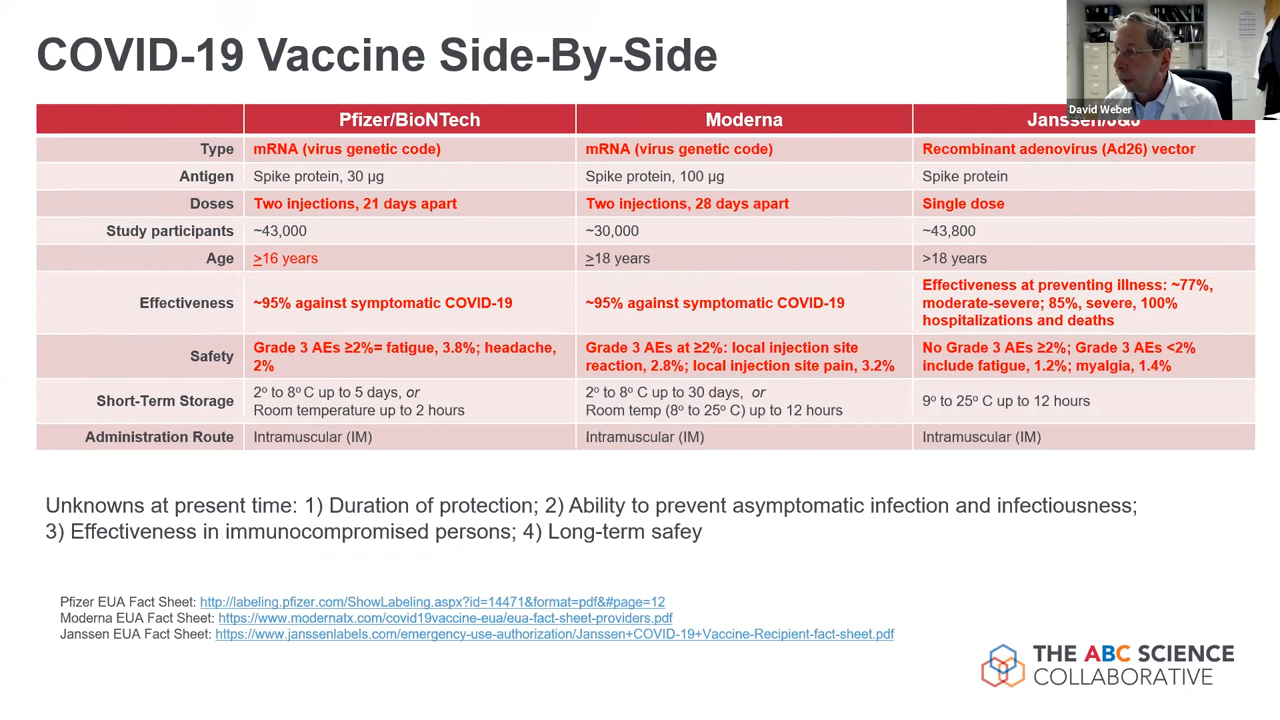 COVID-19 Vaccine Side-By-Side
David Weber
Pfizer/BioNTech
Moderna
Janssen/J&J
Type
mRNA (virus genetic code)
mRNA (virus genetic code)
Recombinant adenovirus (Ad26) vector
Antigen
Spike protein, 30 µg
Spike protein, 100 µg
Spike protein
Doses
Two injections, 21 days apart
Two injections, 28 days apart
Single dose
Study participants
~43,000
~30,000
~43,800
Age
>16 years
>18 years
>18 years
Effectiveness
~95% against symptomatic COVID-19
~95% against symptomatic COVID-19
Effectiveness at preventing illness: ~77%,
moderate-severe; 85%, severe, 100%
hospitalizations and deaths
Safety
Grade 3 AEs ≥2%= fatigue, 3.8%; headache,
2%
Grade 3 AEs at ≥2%: local injection site
reaction, 2.8%; local injection site pain, 3.2%
No Grade 3 AEs ≥2%; Grade 3 AEs <2%
include fatigue, 1.2%; myalgia, 1.4%
Short-Term Storage
2º to 8º C up to 5 days, or
Room temperature up to 2 hours
2º to 8º C up to 30 days, or
Room temp (8º to 25º C) up to 12 hours
9º to 25º C up to 12 hours
Administration Route
Intramuscular (IM)
Intramuscular (IM)
Intramuscular (IM)
Unknowns at present time: 1) Duration of protection; 2) Ability to prevent asymptomatic infection and infectiousness;
3) Effectiveness in immunocompromised persons; 4) Long-term safey
Pfizer EUA Fact Sheet: http://labeling.pfizer.com/ShowLabeling.aspx?id=14471&format=pdf&#page=12
Moderna EUA Fact Sheet: https://www.modernatx.com/covid19vaccine-eua/eua-fact-sheet-providers.pdf
Janssen EUA Fact Sheet: https://www.janssenlabels.com/emergency-use-authorization/Janssen+COVID-19+Vaccine-Recipient-fact-sheet.pdf
THE ABC SCIENCE
COLLABORATIVE